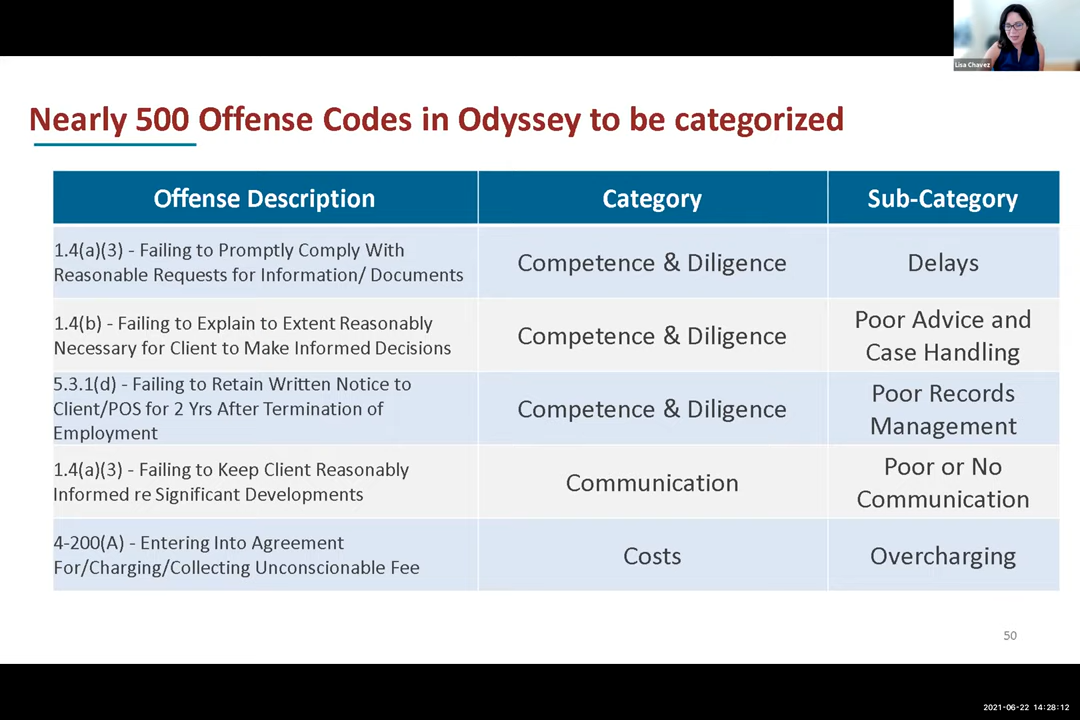 Lisa Chavez
Nearly 500 Offense Codes in Odyssey to be categorized
Offense Description
Category
Sub-Category
1.4(a)(3) - Failing to Promptly Comply With
Reasonable Requests for Information/ Documents
Competence & Diligence
Delays
1.4(b) - Failing to Explain to Extent Reasonably
Necessary for Client to Make Informed Decisions
Competence & Diligence
Poor Advice and
Case Handling
5.3.1(d) - Failing to Retain Written Notice to
Client/POS for 2 Yrs After Termination of
Employment
Competence & Diligence
Poor Records
Management
1.4(a)(3) - Failing to Keep Client Reasonably
Informed re Significant Developments
Communication
Poor or No
Communication
4-200(A) - Entering Into Agreement
For/Charging/Collecting Unconscionable Fee
Costs
Overcharging
50
2021-06-22 14:28:12